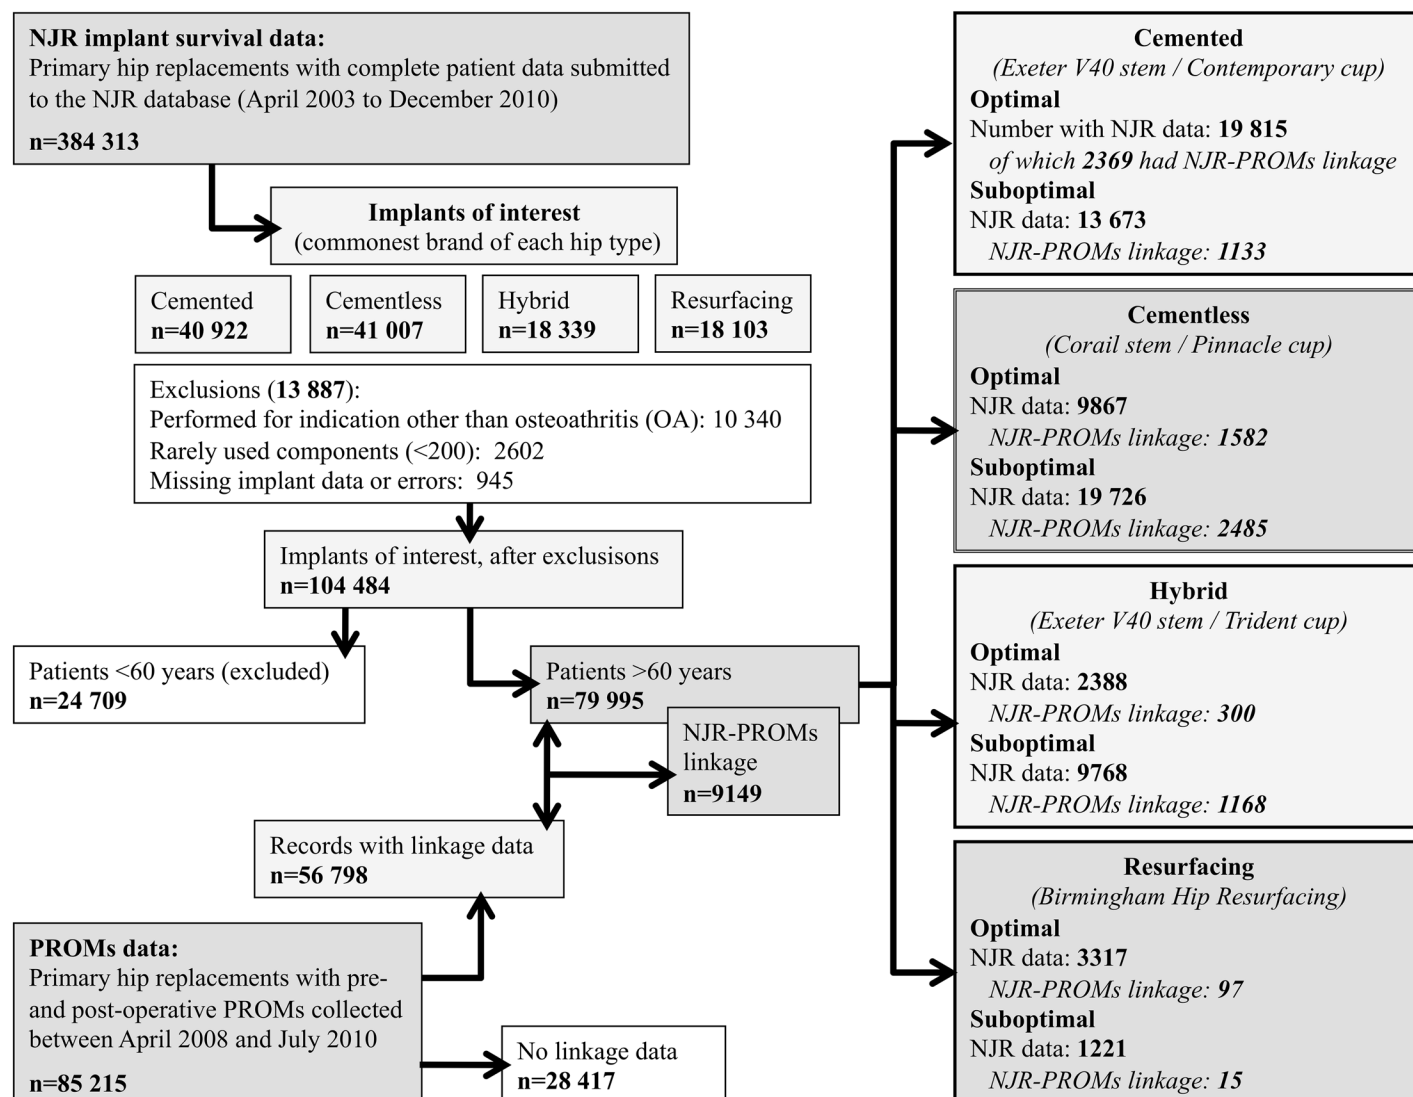 NJR implant survival data:
Primary hip replacements with complete patient data submitted
to the NJR database (April 2003 to December 2010)
n=384 313
Implants of interest
(commonest brand of each hip type)
Cemented
n=40 922
Cementless
n=41 007
Hybrid
n=18 339
Resurfacing
n=18 103
Exclusions (13 887):
Performed for indication other than osteoathritis (OA): 10 340
Rarely used components (<200): 2602
Missing implant data or errors: 945
Implants of interest, after exclusisons
n=104 484
Patients <60 years (excluded)
n=24 709
Patients >60 years
n=79 995
NJR-PROMs
linkage
n=9149
Records with linkage data
n=56 798
PROMs data:
Primary hip replacements with pre-
and post-operative PROMs collected
between April 2008 and July 2010
n=85 215
No linkage data
n=28 417
Cemented
(Exeter V40 stem / Contemporary cup)
Optimal
Number with NJR data: 19 815
of which 2369 had NJR-PROMs linkage
Suboptimal
NJR data: 13 673
NJR-PROMs linkage: 1133
Cementless
(Corail stem / Pinnacle cup)
Optimal
NJR data: 9867
NJR-PROMs linkage: 1582
Suboptimal
NJR data: 19 726
NJR-PROMs linkage: 2485
Hybrid
(Exeter V40 stem / Trident cup)
Optimal
NJR data: 2388
NJR-PROMs linkage: 300
Suboptimal
NJR data: 9768
NJR-PROMs linkage: 1168
Resurfacing
(Birmingham Hip Resurfacing)
Optimal
NJR data: 3317
NJR-PROMs linkage: 97
Suboptimal
NJR data: 1221
NJR-PROMs linkage: 15